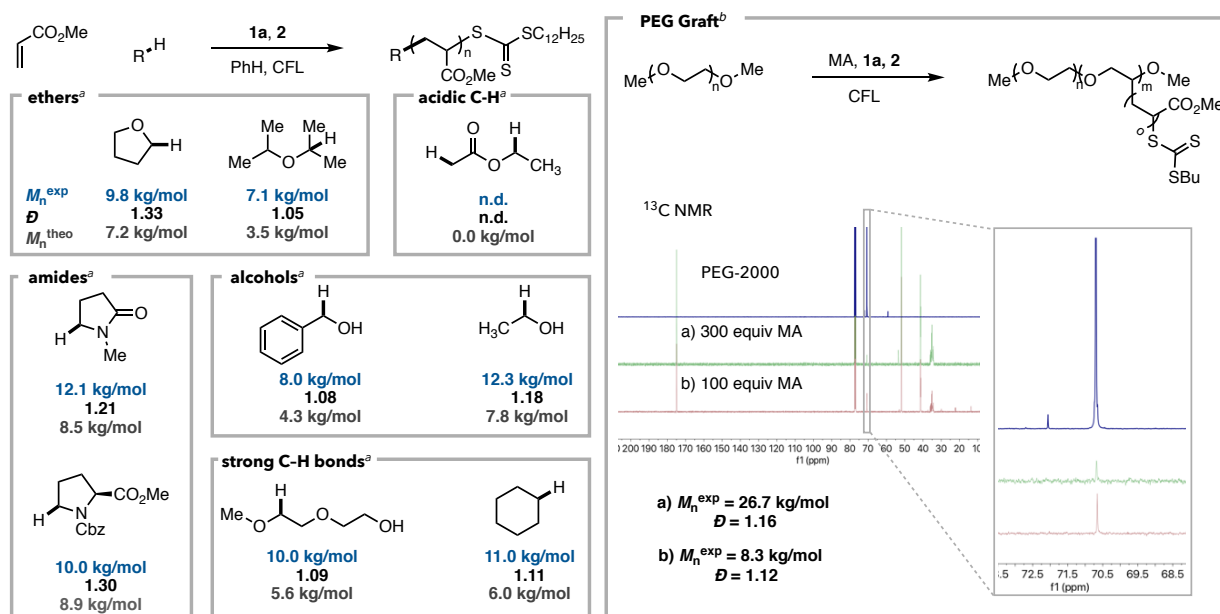 CO₂Me
H
R
1a, 2
PhH, CFL
R
CO₂Me
n
S
S
SC₁₂H₂₅
ethersᵃ
O
H
Me
Me
O
Me
H
Me
Mₙᵉˣᵖ
9.8 kg/mol
7.1 kg/mol
Đ
1.33
1.05
Mₙᵗʰᵉᵒ
7.2 kg/mol
3.5 kg/mol
acidic C-Hᵃ
H
O
O
H
CH₃
n.d.
n.d.
0.0 kg/mol
amidesᵃ
O
N
H
Me
12.1 kg/mol
1.21
8.5 kg/mol
H
N
CO₂Me
Cbz
10.0 kg/mol
1.30
8.9 kg/mol
alcoholsᵃ
H
OH
8.0 kg/mol
1.08
4.3 kg/mol
H
H₃C
OH
12.3 kg/mol
1.18
7.8 kg/mol
strong C–H bondsᵃ
H
MeO
O
OH
10.0 kg/mol
1.09
5.6 kg/mol
H
11.0 kg/mol
1.11
6.0 kg/mol
PEG Graftᵇ
Me
O
n
OMe
MA, 1a, 2
CFL
Me
O
n
O
m
OMe
CO₂Me
o
S
S
SBu
¹³C NMR
PEG-2000
a) 300 equiv MA
b) 100 equiv MA
200 190 180 170 160 150 140 130 120 110 100 90 80 70 60 50 40 30 20 10
f1 (ppm)
a) Mₙᵉˣᵖ = 26.7 kg/mol
Đ = 1.16
b) Mₙᵉˣᵖ = 8.3 kg/mol
Đ = 1.12
.5 72.5 71.5 70.5 69.5 68.5
f1 (ppm)